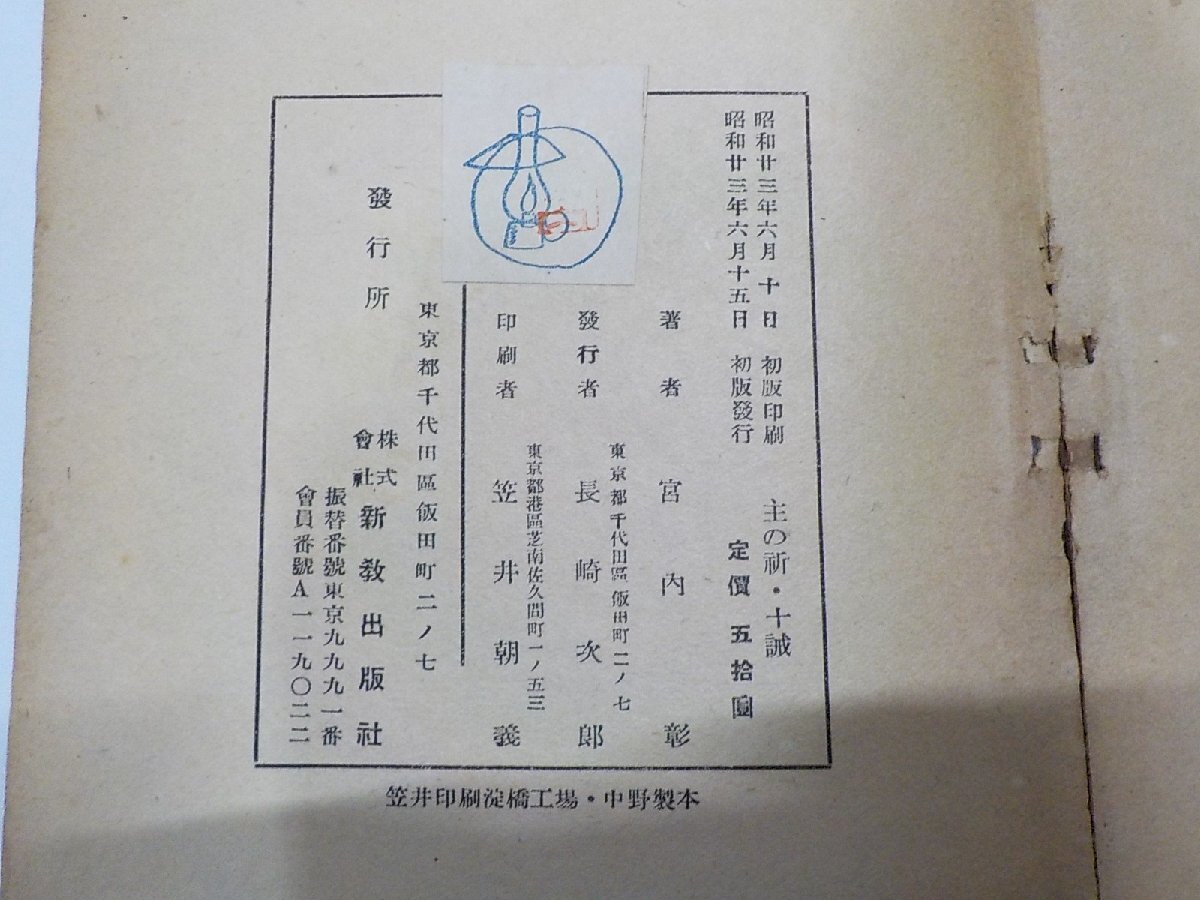 昭和廿三年六月十日 初版印刷
昭和廿三年六月十五日 初版發行
主の祈・十誡
定價 五拾圓
著者 宮内彰
東京都千代田區飯田町二ノ七
發行者 長崎次郎
東京都港區芝南佐久間町一ノ五三
印刷者 笠井朝義
東京都千代田區飯田町二ノ七
發行所 株式會社 新教出版社
振替番號東京九九九一番
會員番號A一一九〇二二
笠井印刷淀橋工場・中野製本